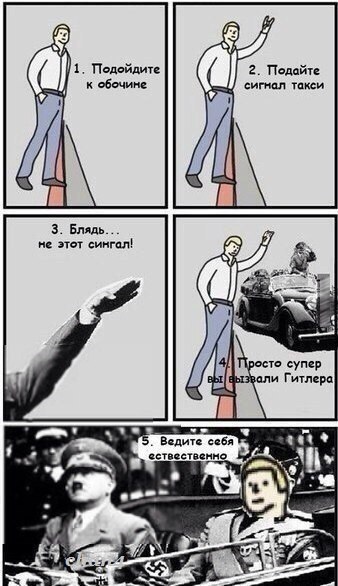 1. Подойдите
к обочине
2. Подайте
сигнал такси
3. Блядь...
не этот сингал!
4. Просто супер
вы вызвали Гитлера
5. Ведите себя
ествественно